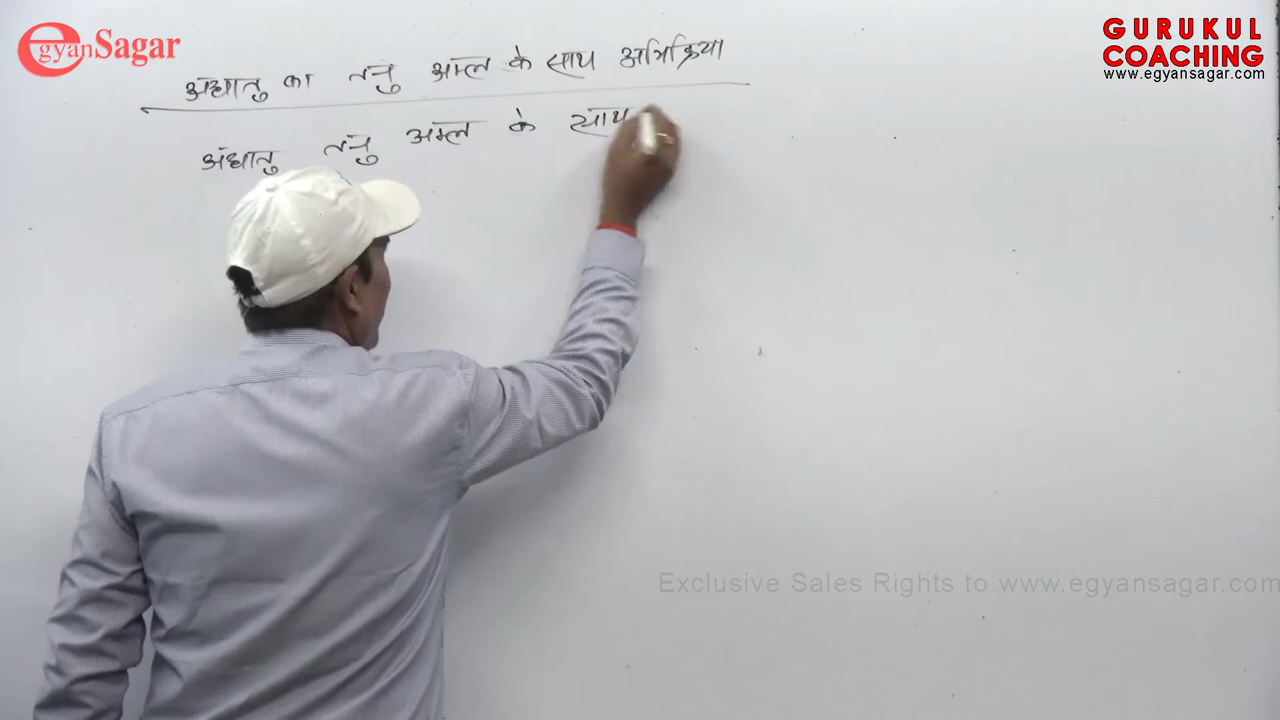 egyanSagar
GURUKUL
COACHING
www.egyansagar.com
अधातु का तनु अम्ल के साथ अभिक्रिया
अधातु तनु अम्ल के साथ
Exclusive Sales Rights to www.egyansagar.com